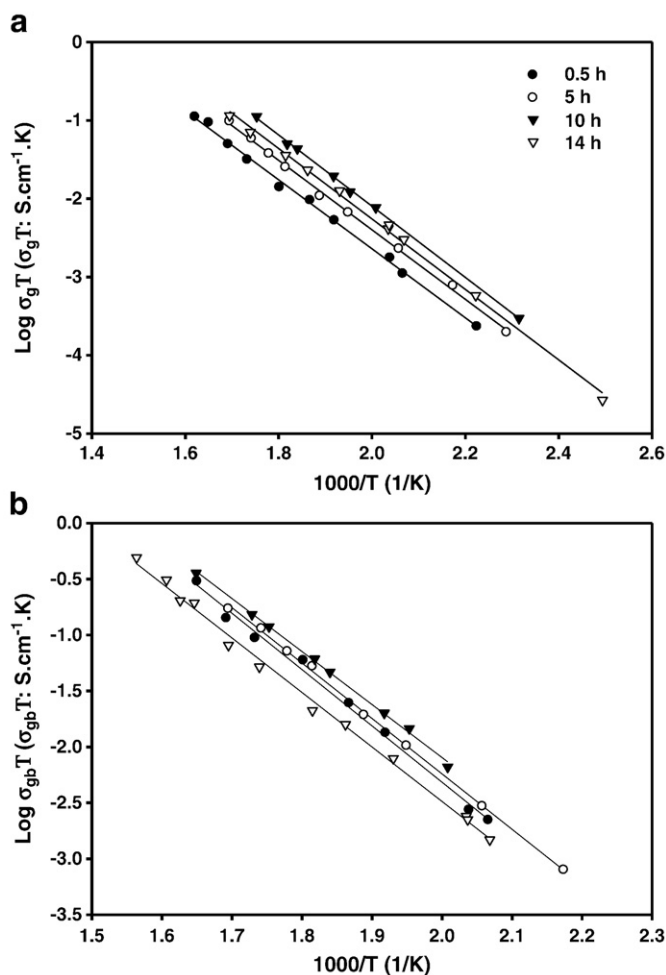 a
0
-1
-2
-3
-4
-5
Log σgT (σgT: S.cm⁻¹.K)
0.5 h
5 h
10 h
14 h
1.4 1.6 1.8 2.0 2.2 2.4 2.6
1000/T (1/K)
b
0.0
-0.5
-1.0
-1.5
-2.0
-2.5
-3.0
-3.5
Log σgbT (σgbT: S.cm⁻¹.K)
1.5 1.6 1.7 1.8 1.9 2.0 2.1 2.2 2.3
1000/T (1/K)